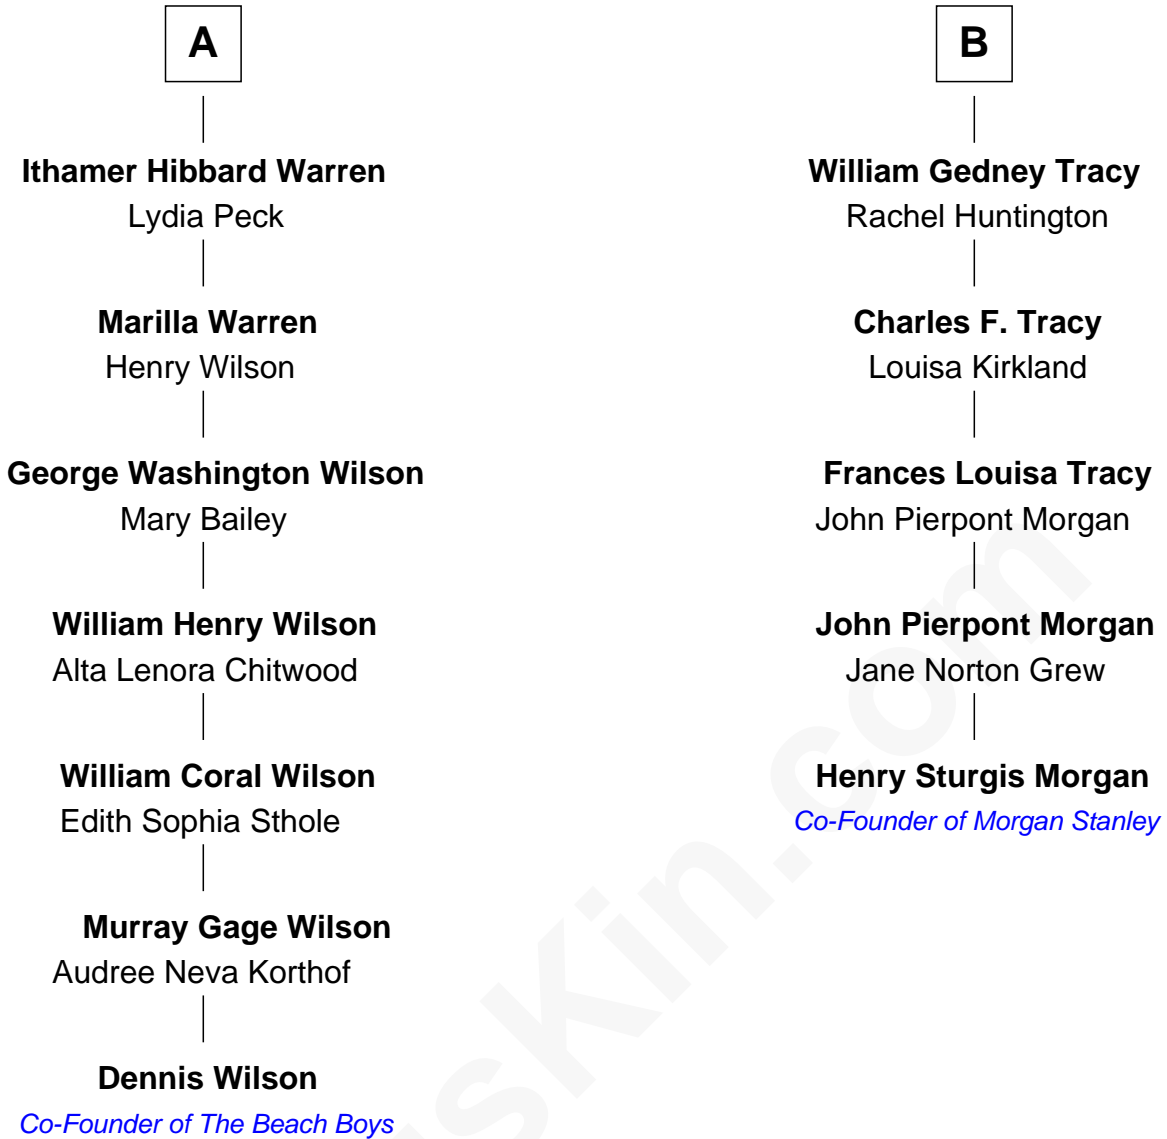 A
Ithamer Hibbard Warren
Lydia Peck
Marilla Warren
Henry Wilson
George Washington Wilson
Mary Bailey
William Henry Wilson
Alta Lenora Chitwood
William Coral Wilson
Edith Sophia Sthole
Murray Gage Wilson
Audree Neva Korthof
Dennis Wilson
Co-Founder of The Beach Boys
B
William Gedney Tracy
Rachel Huntington
Charles F. Tracy
Louisa Kirkland
Frances Louisa Tracy
John Pierpont Morgan
John Pierpont Morgan
Jane Norton Grew
Henry Sturgis Morgan
Co-Founder of Morgan Stanley
sKin.com